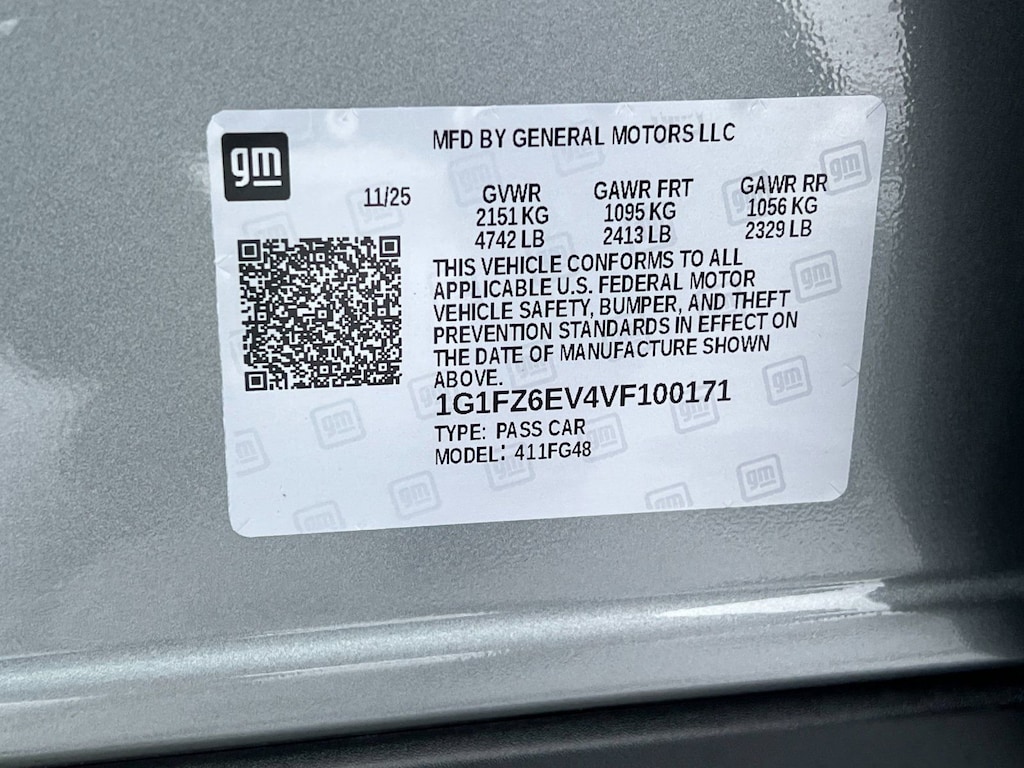 gm
MFD BY GENERAL MOTORS LLC
11/25
GVWR GAWR FRT GAWR RR
2151 KG 1095 KG 1056 KG
4742 LB 2413 LB 2329 LB
THIS VEHICLE CONFORMS TO ALL
APPLICABLE U.S. FEDERAL MOTOR
VEHICLE SAFETY, BUMPER, AND THEFT
PREVENTION STANDARDS IN EFFECT ON
THE DATE OF MANUFACTURE SHOWN
ABOVE.
1G1FZ6EV4VF100171
TYPE: PASS CAR
MODEL: 411FG48